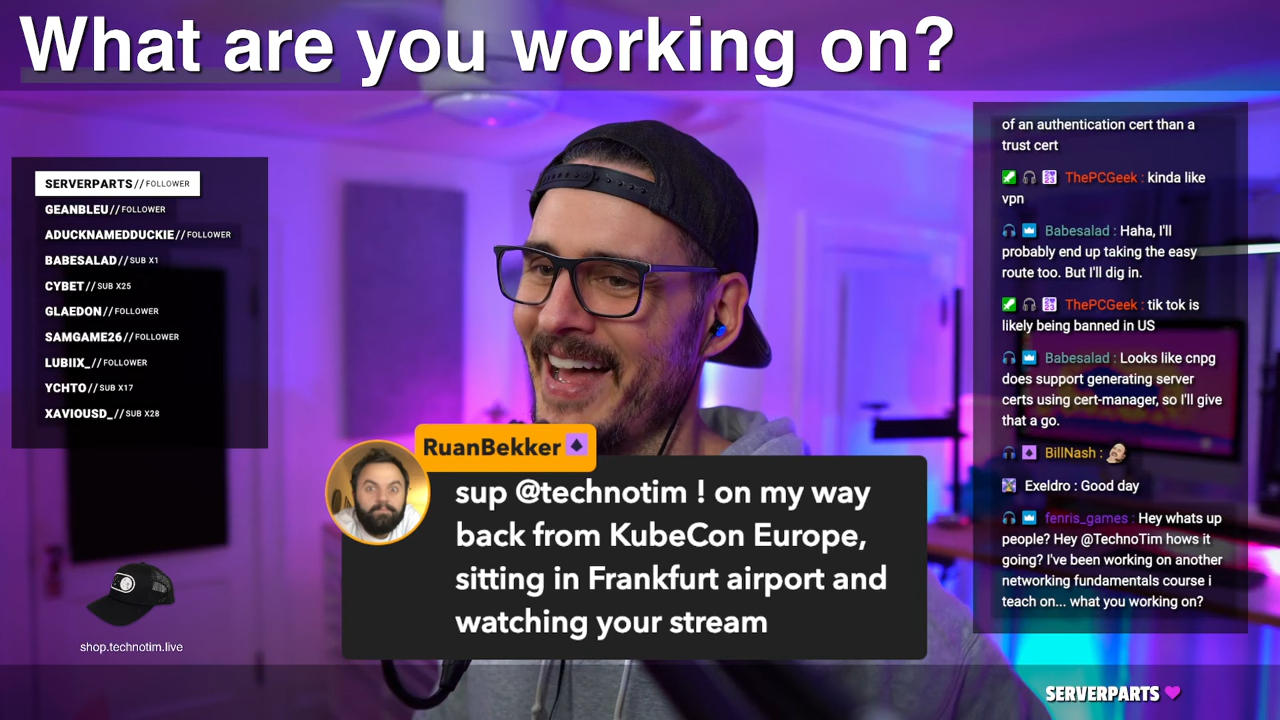 What are you working on?
SERVERPARTS//FOLLOWER
GEANBLEU//FOLLOWER
ADUCKNAMEDDUCKIE//FOLLOWER
BABESALAD//SUB X1
CYBET//SUB X25
GLAEDON//FOLLOWER
SAMGAME26//FOLLOWER
LUBIIX_//FOLLOWER
YCHTO//SUB X17
XAVIOUSD_//SUB X28
shop.technotim.live
RuanBekker
sup @technotim ! on my way
back from KubeCon Europe,
sitting in Frankfurt airport and
watching your stream
of an authentication cert than a
trust cert
ThePCGeek : kinda like
vpn
Babesalad : Haha, I'll
probably end up taking the easy
route too. But I'll dig in.
ThePCGeek : tik tok is
likely being banned in US
Babesalad : Looks like cnpg
does support generating server
certs using cert-manager, so I'll give
that a go.
BillNash :
Exeldro : Good day
fenris_games : Hey whats up
people? Hey @TechnoTim hows it
going? I've been working on another
networking fundamentals course i
teach on... what you working on?
SERVERPARTS